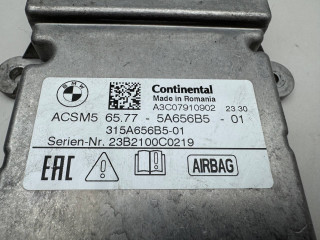 BMW
Continental
Made in Romania
A3C07910902 23.30
ACSM5 65.77 - 5A656B5 - 01
315A656B5-01
Serien-Nr. 23B2100C0219
EAC AIRBAG